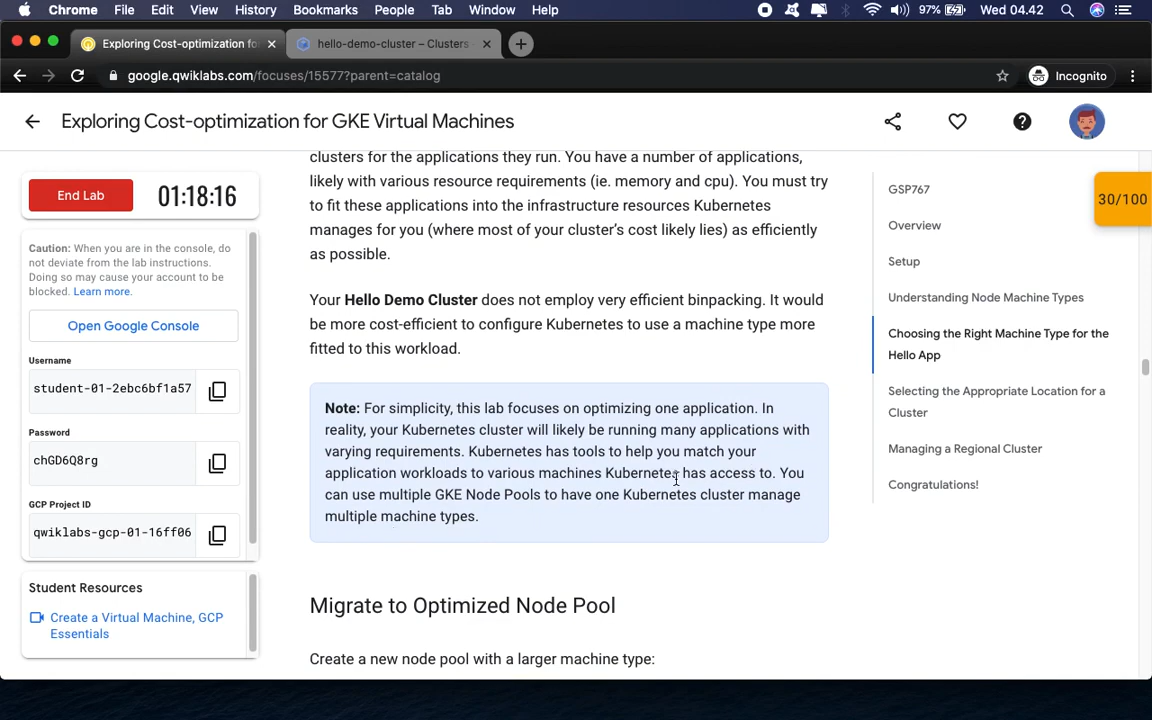 Chrome File Edit View History Bookmarks People Tab Window Help 97% Wed 04.42
Exploring Cost-optimization fo hello-demo-cluster – Clusters
google.qwiklabs.com/focuses/15577?parent=catalog Incognito
Exploring Cost-optimization for GKE Virtual Machines
End Lab 01:18:16
Caution: When you are in the console, do
not deviate from the lab instructions.
Doing so may cause your account to be
blocked. Learn more.
Open Google Console
Username
student-01-2ebc6bf1a57
Password
chGD6Q8rg
GCP Project ID
qwiklabs-gcp-01-16ff06
Student Resources
Create a Virtual Machine, GCP
Essentials
clusters for the applications they run. You have a number of applications,
likely with various resource requirements (ie. memory and cpu). You must try
to fit these applications into the infrastructure resources Kubernetes
manages for you (where most of your cluster's cost likely lies) as efficiently
as possible.
Your Hello Demo Cluster does not employ very efficient binpacking. It would
be more cost-efficient to configure Kubernetes to use a machine type more
fitted to this workload.
Note: For simplicity, this lab focuses on optimizing one application. In
reality, your Kubernetes cluster will likely be running many applications with
varying requirements. Kubernetes has tools to help you match your
application workloads to various machines Kubernetes has access to. You
can use multiple GKE Node Pools to have one Kubernetes cluster manage
multiple machine types.
Migrate to Optimized Node Pool
Create a new node pool with a larger machine type:
GSP767
Overview
Setup
Understanding Node Machine Types
Choosing the Right Machine Type for the
Hello App
Selecting the Appropriate Location for a
Cluster
Managing a Regional Cluster
Congratulations!
30/100